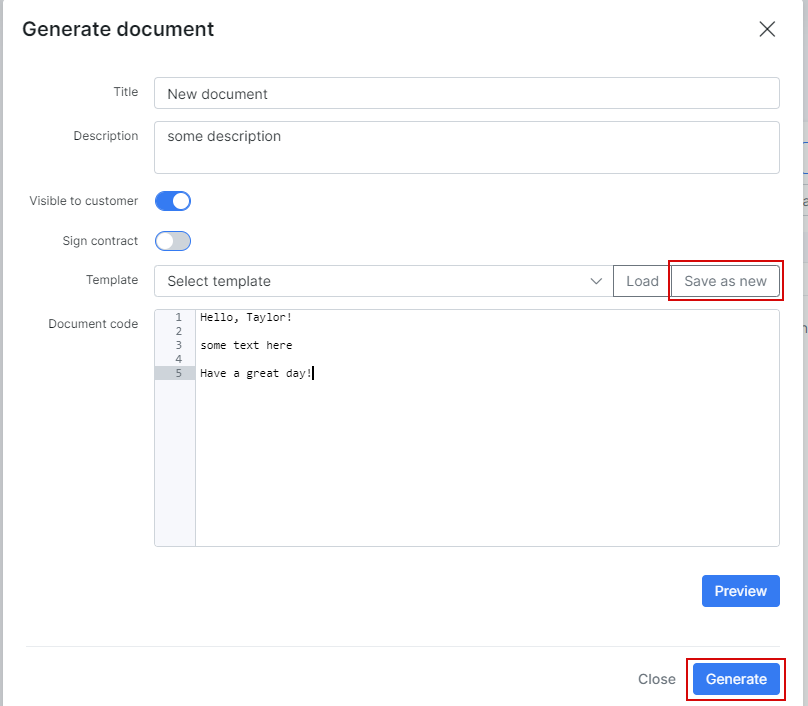 Generate document
Title
New document
Description
some description
Visible to customer
Sign contract
Template
Select template
Load
Save as new
Document code
1 Hello, Taylor!
2
3 some text here
4
5 Have a great day!
Preview
Close
Generate